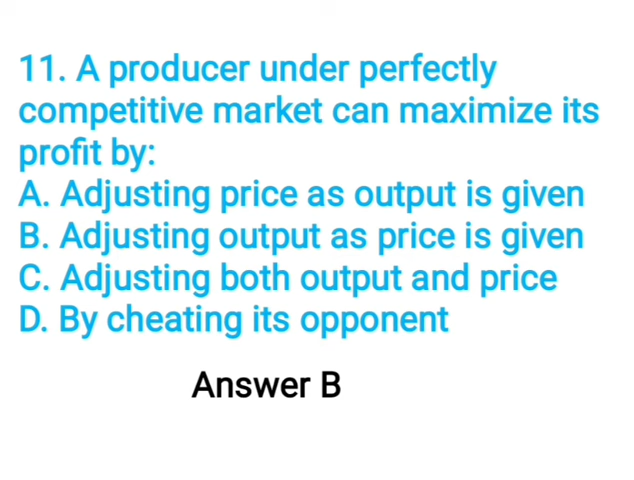 11. A producer under perfectly
competitive market can maximize its
profit by:
A. Adjusting price as output is given
B. Adjusting output as price is given
C. Adjusting both output and price
D. By cheating its opponent
Answer B